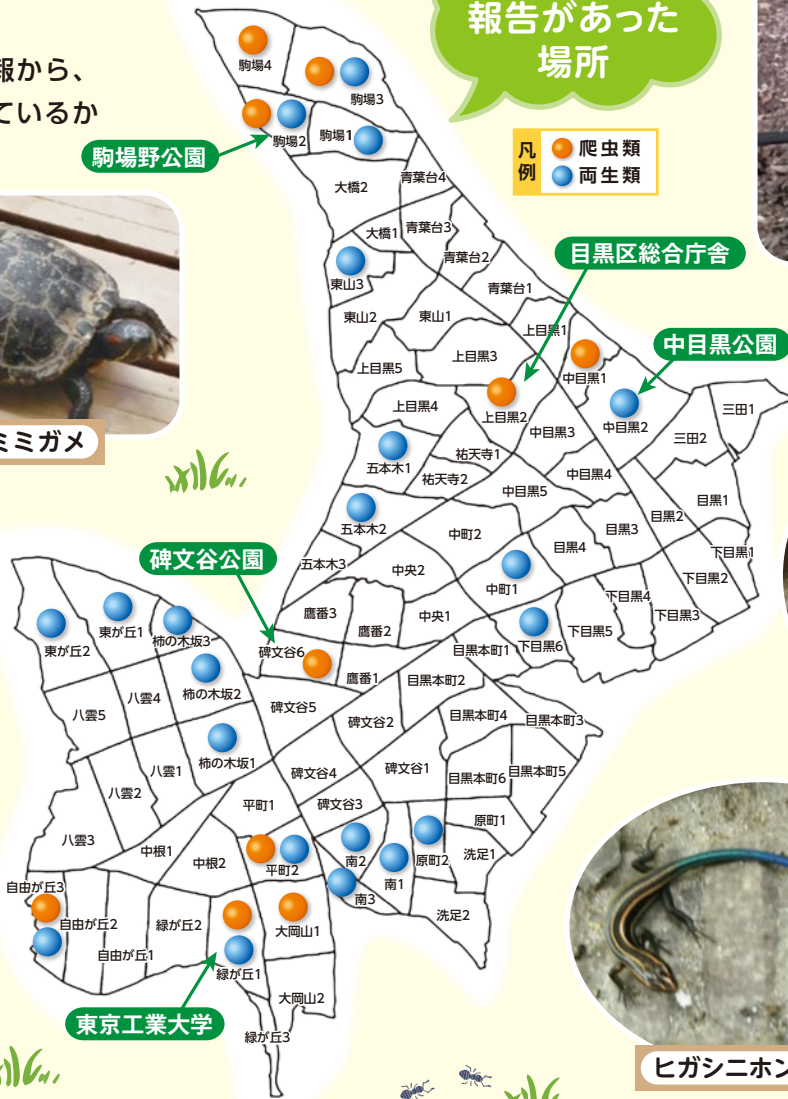 報告があった
場所
報から、
ているか
凡例
爬虫類
両生類
駒場4
駒場3
駒場2
駒場1
駒場野公園
大橋2
青葉台4
大橋1
青葉台3
青葉台2
目黒区総合庁舎
東山3
青葉台1
東山2
東山1
上目黒1
中目黒公園
上目黒5
上目黒3
中目黒1
上目黒4
上目黒2
中目黒2
三田1
中目黒3
三田2
ミミガメ
五本木1
祐天寺1
祐天寺2
中目黒4
中目黒5
目黒1
五本木2
目黒2
中町2
目黒3
目黒4
下目黒1
碑文谷公園
五本木3
中央2
中町1
下目黒2
下目黒4
下目黒3
鷹番3
中央1
鷹番2
下目黒5
下目黒6
東が丘1
柿の木坂3
東が丘2
碑文谷6
目黒本町1
鷹番1
目黒本町2
柿の木坂2
八雲4
八雲5
碑文谷5
碑文谷2
目黒本町4
目黒本町3
柿の木坂1
八雲1
碑文谷4
碑文谷1
目黒本町6
目黒本町5
八雲2
平町1
碑文谷3
原町1
八雲3
中根1
中根2
平町2
南2
南1
原町2
洗足1
自由が丘3
南3
自由が丘2
緑が丘2
大岡山1
洗足2
自由が丘1
緑が丘1
大岡山2
東京工業大学
緑が丘3
ヒガシニホン